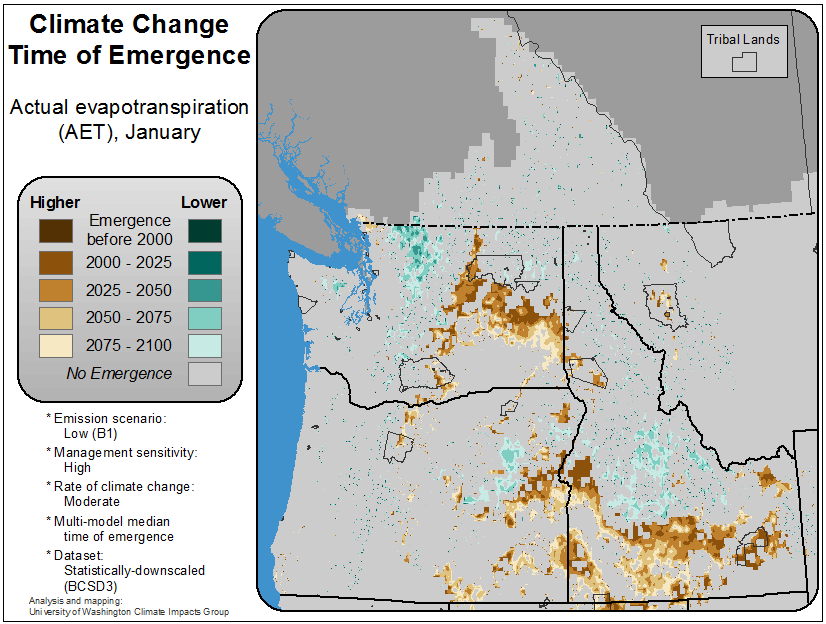 Climate Change
Time of Emergence
Actual evapotranspiration
(AET), January
Higher
Lower
Emergence
before 2000
2000 - 2025
2025 - 2050
2050 - 2075
2075 - 2100
No Emergence
* Emission scenario:
Low (B1)
* Management sensitivity:
High
* Rate of climate change:
Moderate
* Multi-model median
time of emergence
* Dataset:
Statistically-downscaled
(BCSD3)
Analysis and mapping:
University of Washington Climate Impacts Group
Tribal Lands